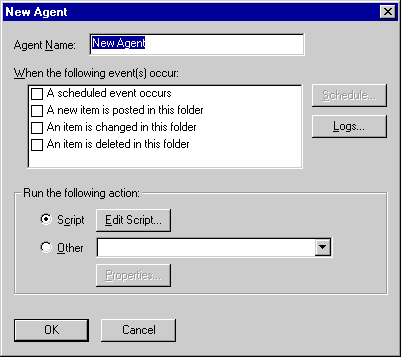 New Agent
Agent Name: New Agent
When the following event(s) occur:
A scheduled event occurs
A new item is posted in this folder
An item is changed in this folder
An item is deleted in this folder
Schedule...
Logs...
Run the following action:
Script Edit Script...
Other
Properties...
OK Cancel